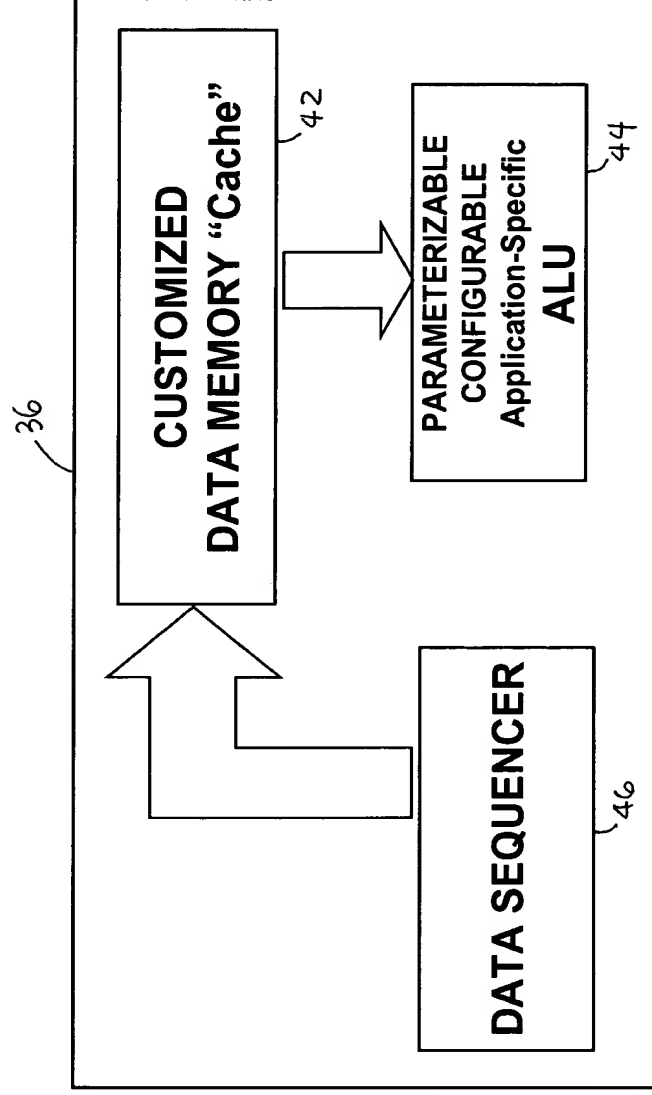 36
CUSTOMIZED
DATA MEMORY “Cache”
42
PARAMETERIZABLE
CONFIGURABLE
Application-Specific
ALU
44
DATA SEQUENCER
46